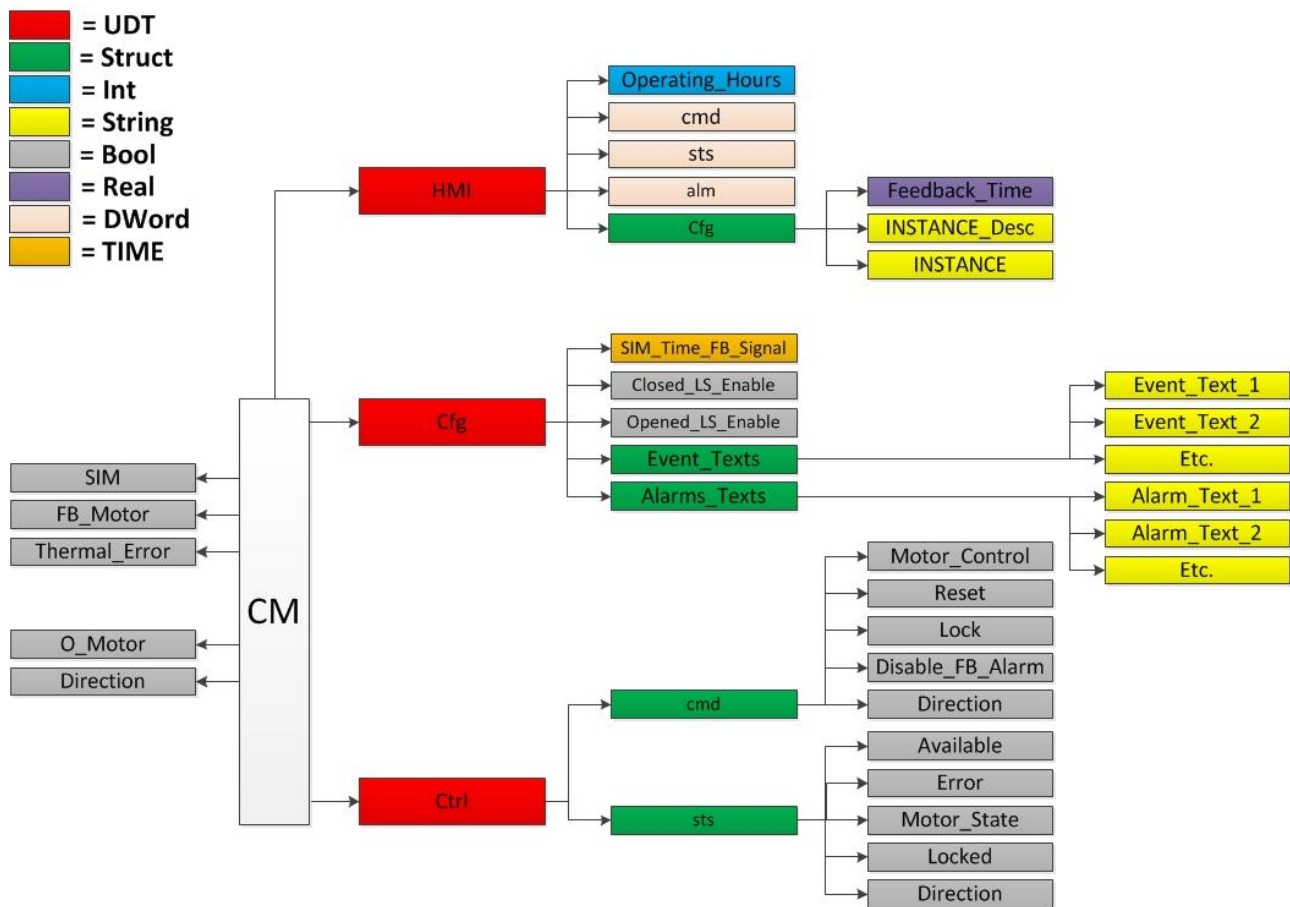 = UDT
= Struct
= Int
= String
= Bool
= Real
= DWord
= TIME
HMI
Operating_Hours
cmd
sts
alm
Cfg
Feedback_Time
INSTANCE_Desc
INSTANCE
Cfg
SIM_Time_FB_Signal
Closed_LS_Enable
Opened_LS_Enable
Event_Texts
Alarms_Texts
Event_Text_1
Event_Text_2
Etc.
Alarm_Text_1
Alarm_Text_2
Etc.
SIM
FB_Motor
Thermal_Error
O_Motor
Direction
CM
Ctrl
cmd
sts
Motor_Control
Reset
Lock
Disable_FB_Alarm
Direction
Available
Error
Motor_State
Locked
Direction